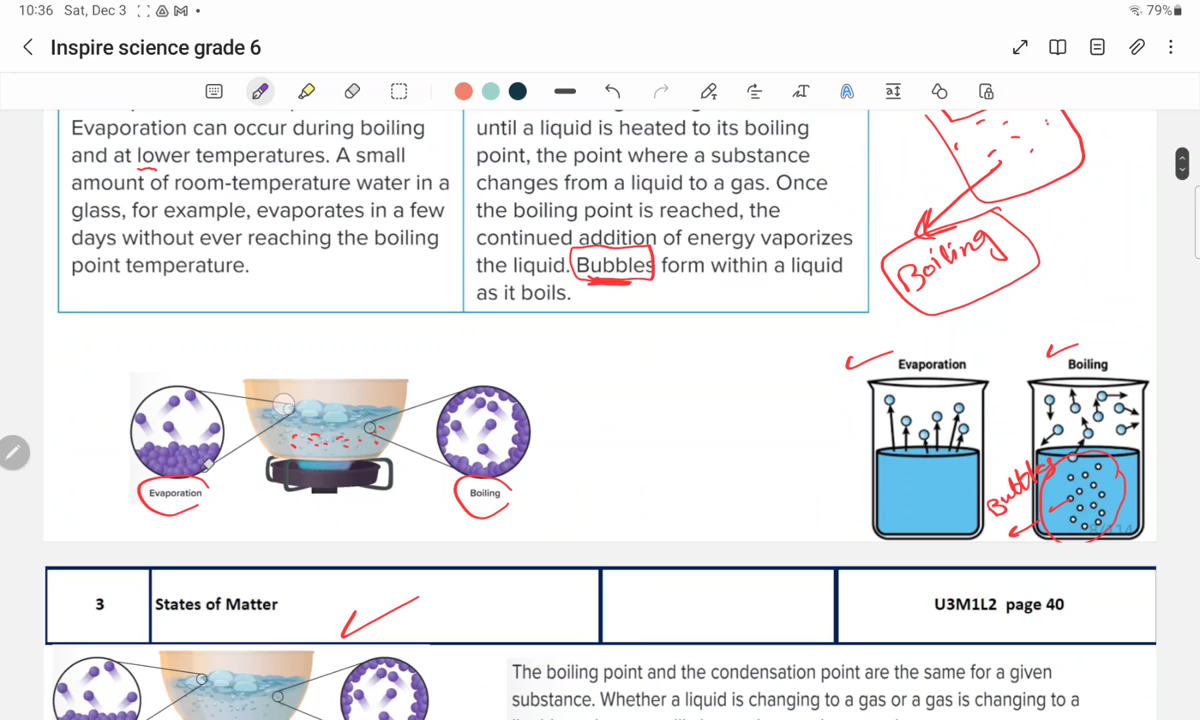 10:36 Sat, Dec 3
79%
Inspire science grade 6
Evaporation can occur during boiling
and at lower temperatures. A small
amount of room-temperature water in a
glass, for example, evaporates in a few
days without ever reaching the boiling
point temperature.
until a liquid is heated to its boiling
point, the point where a substance
changes from a liquid to a gas. Once
the boiling point is reached, the
continued addition of energy vaporizes
the liquid. Bubbles form within a liquid
as it boils.
Boiling
Evaporation
Boiling
Evaporation
Boiling
Bubbles
3
States of Matter
U3M1L2 page 40
The boiling point and the condensation point are the same for a given
substance. Whether a liquid is changing to a gas or a gas is changing to a